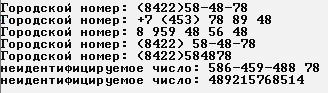 Городской номер: (8422)58-48-78
Городской номер: +7 (453) 78 89 48
Городской номер: 8 959 48 56 48
Городской номер: (8422) 58-48-78
Городской номер: (8422)584878
неидентифицируемое число: 586-459-488 78
неидентифицируемое число: 489215768514